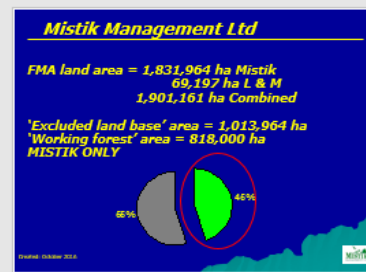 Mistik Management Ltd
FMA land area = 1,831,964 ha Mistik
69,197 ha L & M
1,901,161 ha Combined
'Excluded land base' area = 1,013,964 ha
'Working forest' area = 818,000 ha
MISTIK ONLY
45%
55%
Created: October 2016
MISTIK